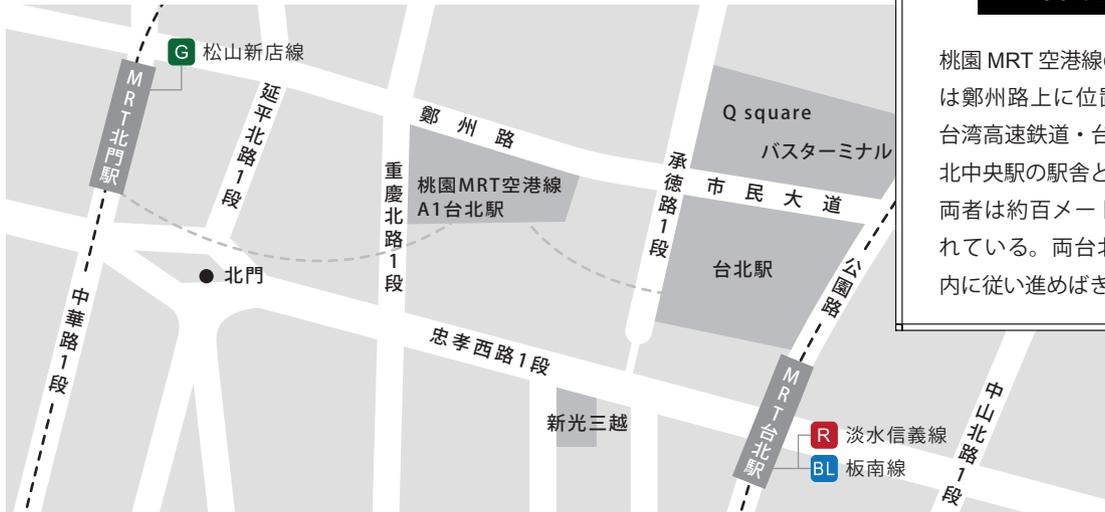 G 松山新店線
MRT北門駅
延平北路1段
鄭州路
重慶北路1段
桃園MRT空港線
A1台北駅
承徳路1段
Q square
バスターミナル
市民大道
台北駅
公園路
北門
中華路1段
忠孝西路1段
新光三越
MRT台北駅
R 淡水信義線
BL 板南線
中山北路1段
桃園 MRT 空港線
は鄭州路上に位
台湾高速鉄道・
北中央駅の駅舎
両者は約百メー
れている。両台
内に従い進めば